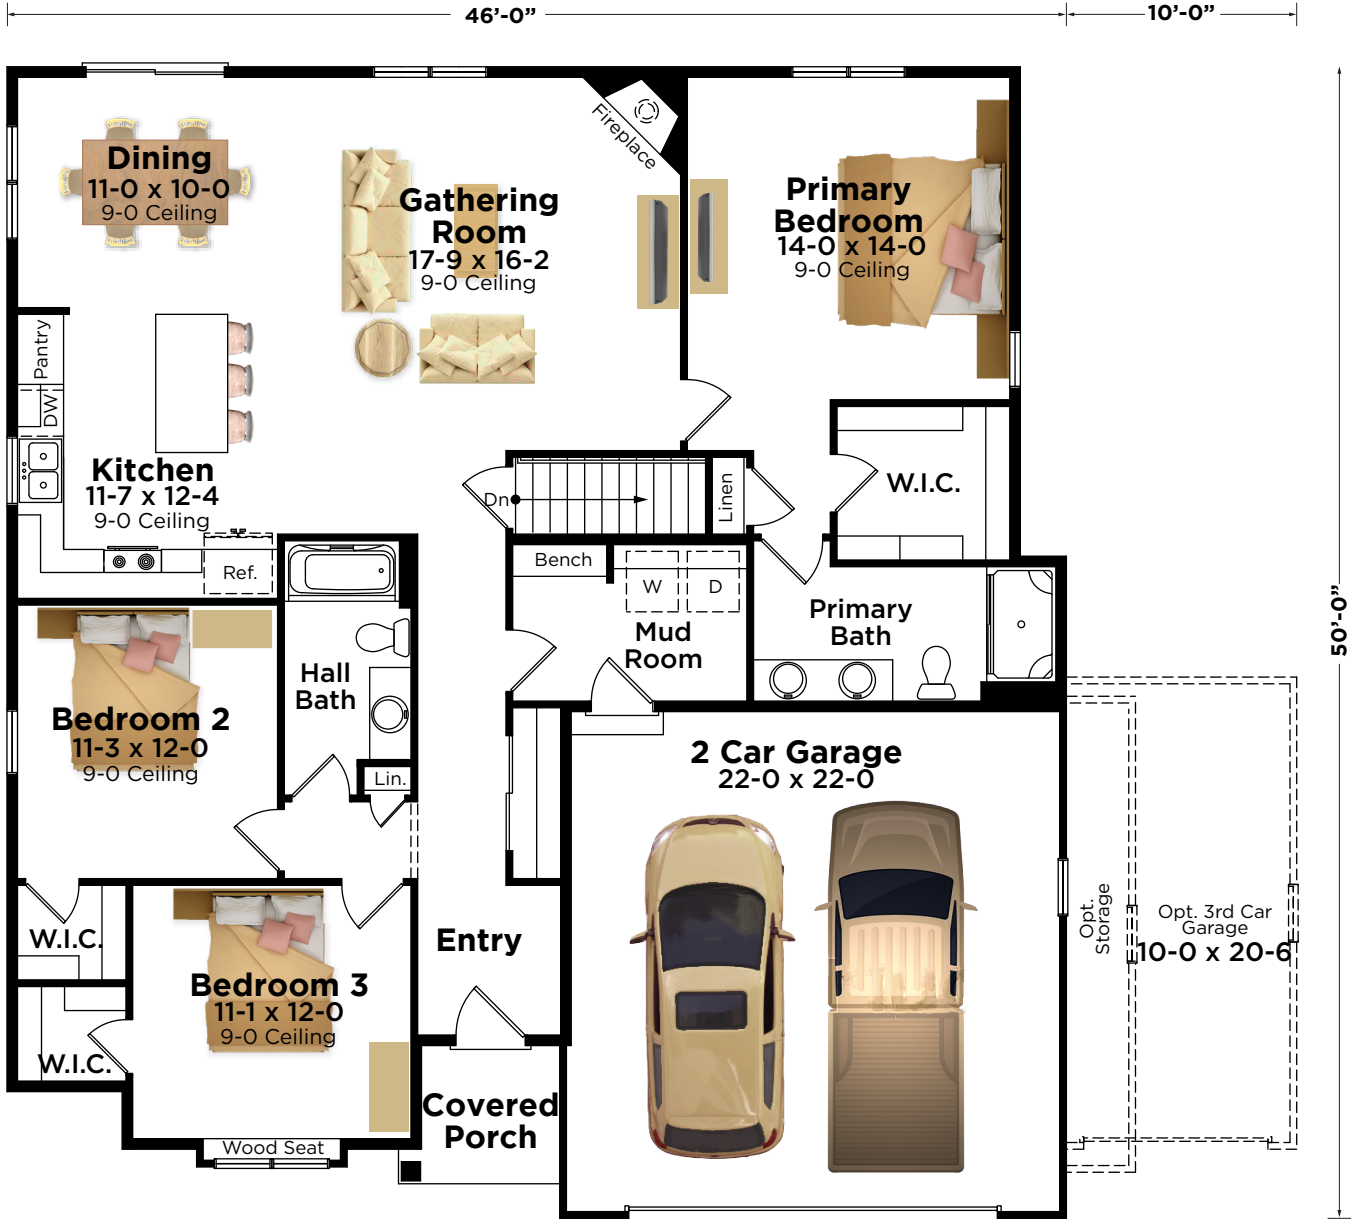 46’-0”
10’-0”
50’-0”
Fireplace
Dining
11-0 x 10-0
9-0 Ceiling
Gathering
Room
17-9 x 16-2
9-0 Ceiling
Primary
Bedroom
14-0 x 14-0
9-0 Ceiling
Pantry
DW
Kitchen
11-7 x 12-4
9-0 Ceiling
Ref.
Dn
Linen
W.I.C.
Bench
W
D
Mud
Room
Primary
Bath
Hall
Bath
Lin.
Bedroom 2
11-3 x 12-0
9-0 Ceiling
2 Car Garage
22-0 x 22-0
W.I.C.
Entry
Opt.
Storage
Opt. 3rd Car
Garage
10-0 x 20-6
Bedroom 3
11-1 x 12-0
9-0 Ceiling
W.I.C.
Covered
Porch
Wood Seat